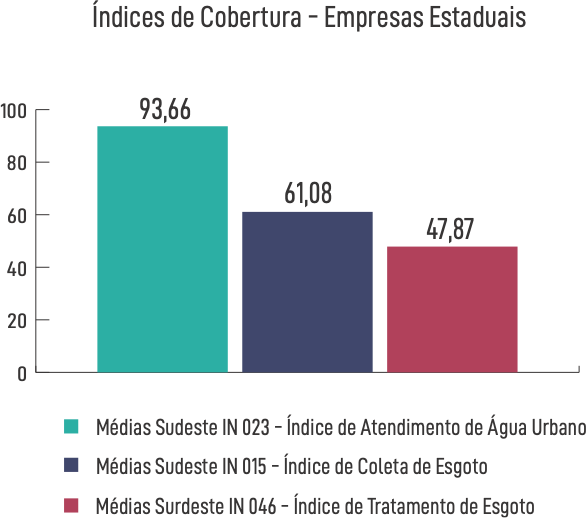 Índices de Cobertura - Empresas Estaduais
100
93,66
80
61,08
60
47,87
40
20
0
Médias Sudeste IN 023 - Índice de Atendimento de Água Urbano
Médias Sudeste IN 015 - Índice de Coleta de Esgoto
Médias Surdeste IN 046 - Índice de Tratamento de Esgoto